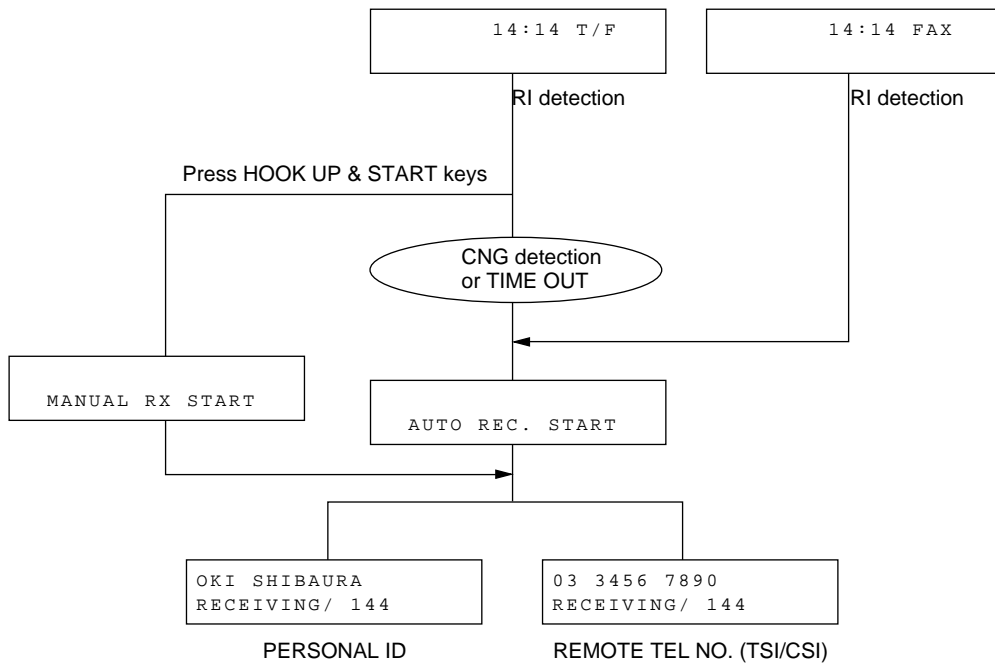 14:14 T/F
14:14 FAX
RI detection
RI detection
Press HOOK UP & START keys
CNG detection
or TIME OUT
MANUAL RX START
AUTO REC. START
OKI SHIBAURA
RECEIVING/ 144
03 3456 7890
RECEIVING/ 144
PERSONAL ID
REMOTE TEL NO. (TSI/CSI)